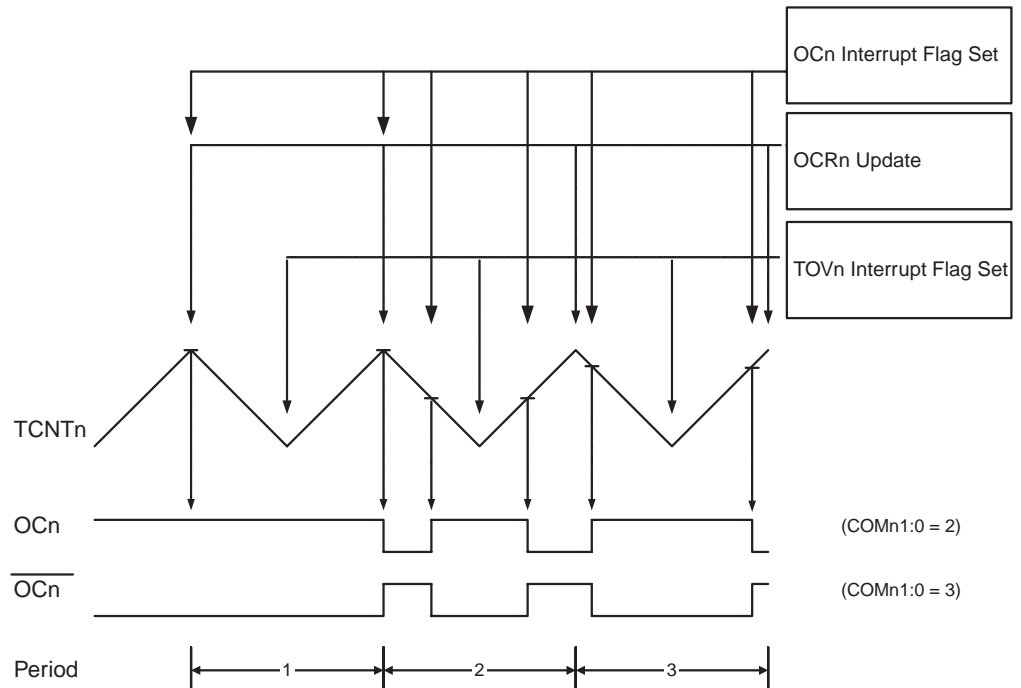 OCn Interrupt Flag Set
OCRn Update
TOVn Interrupt Flag Set
TCNTn
OCn
(COMn1:0 = 2)
OCn
(COMn1:0 = 3)
Period
1
2
3